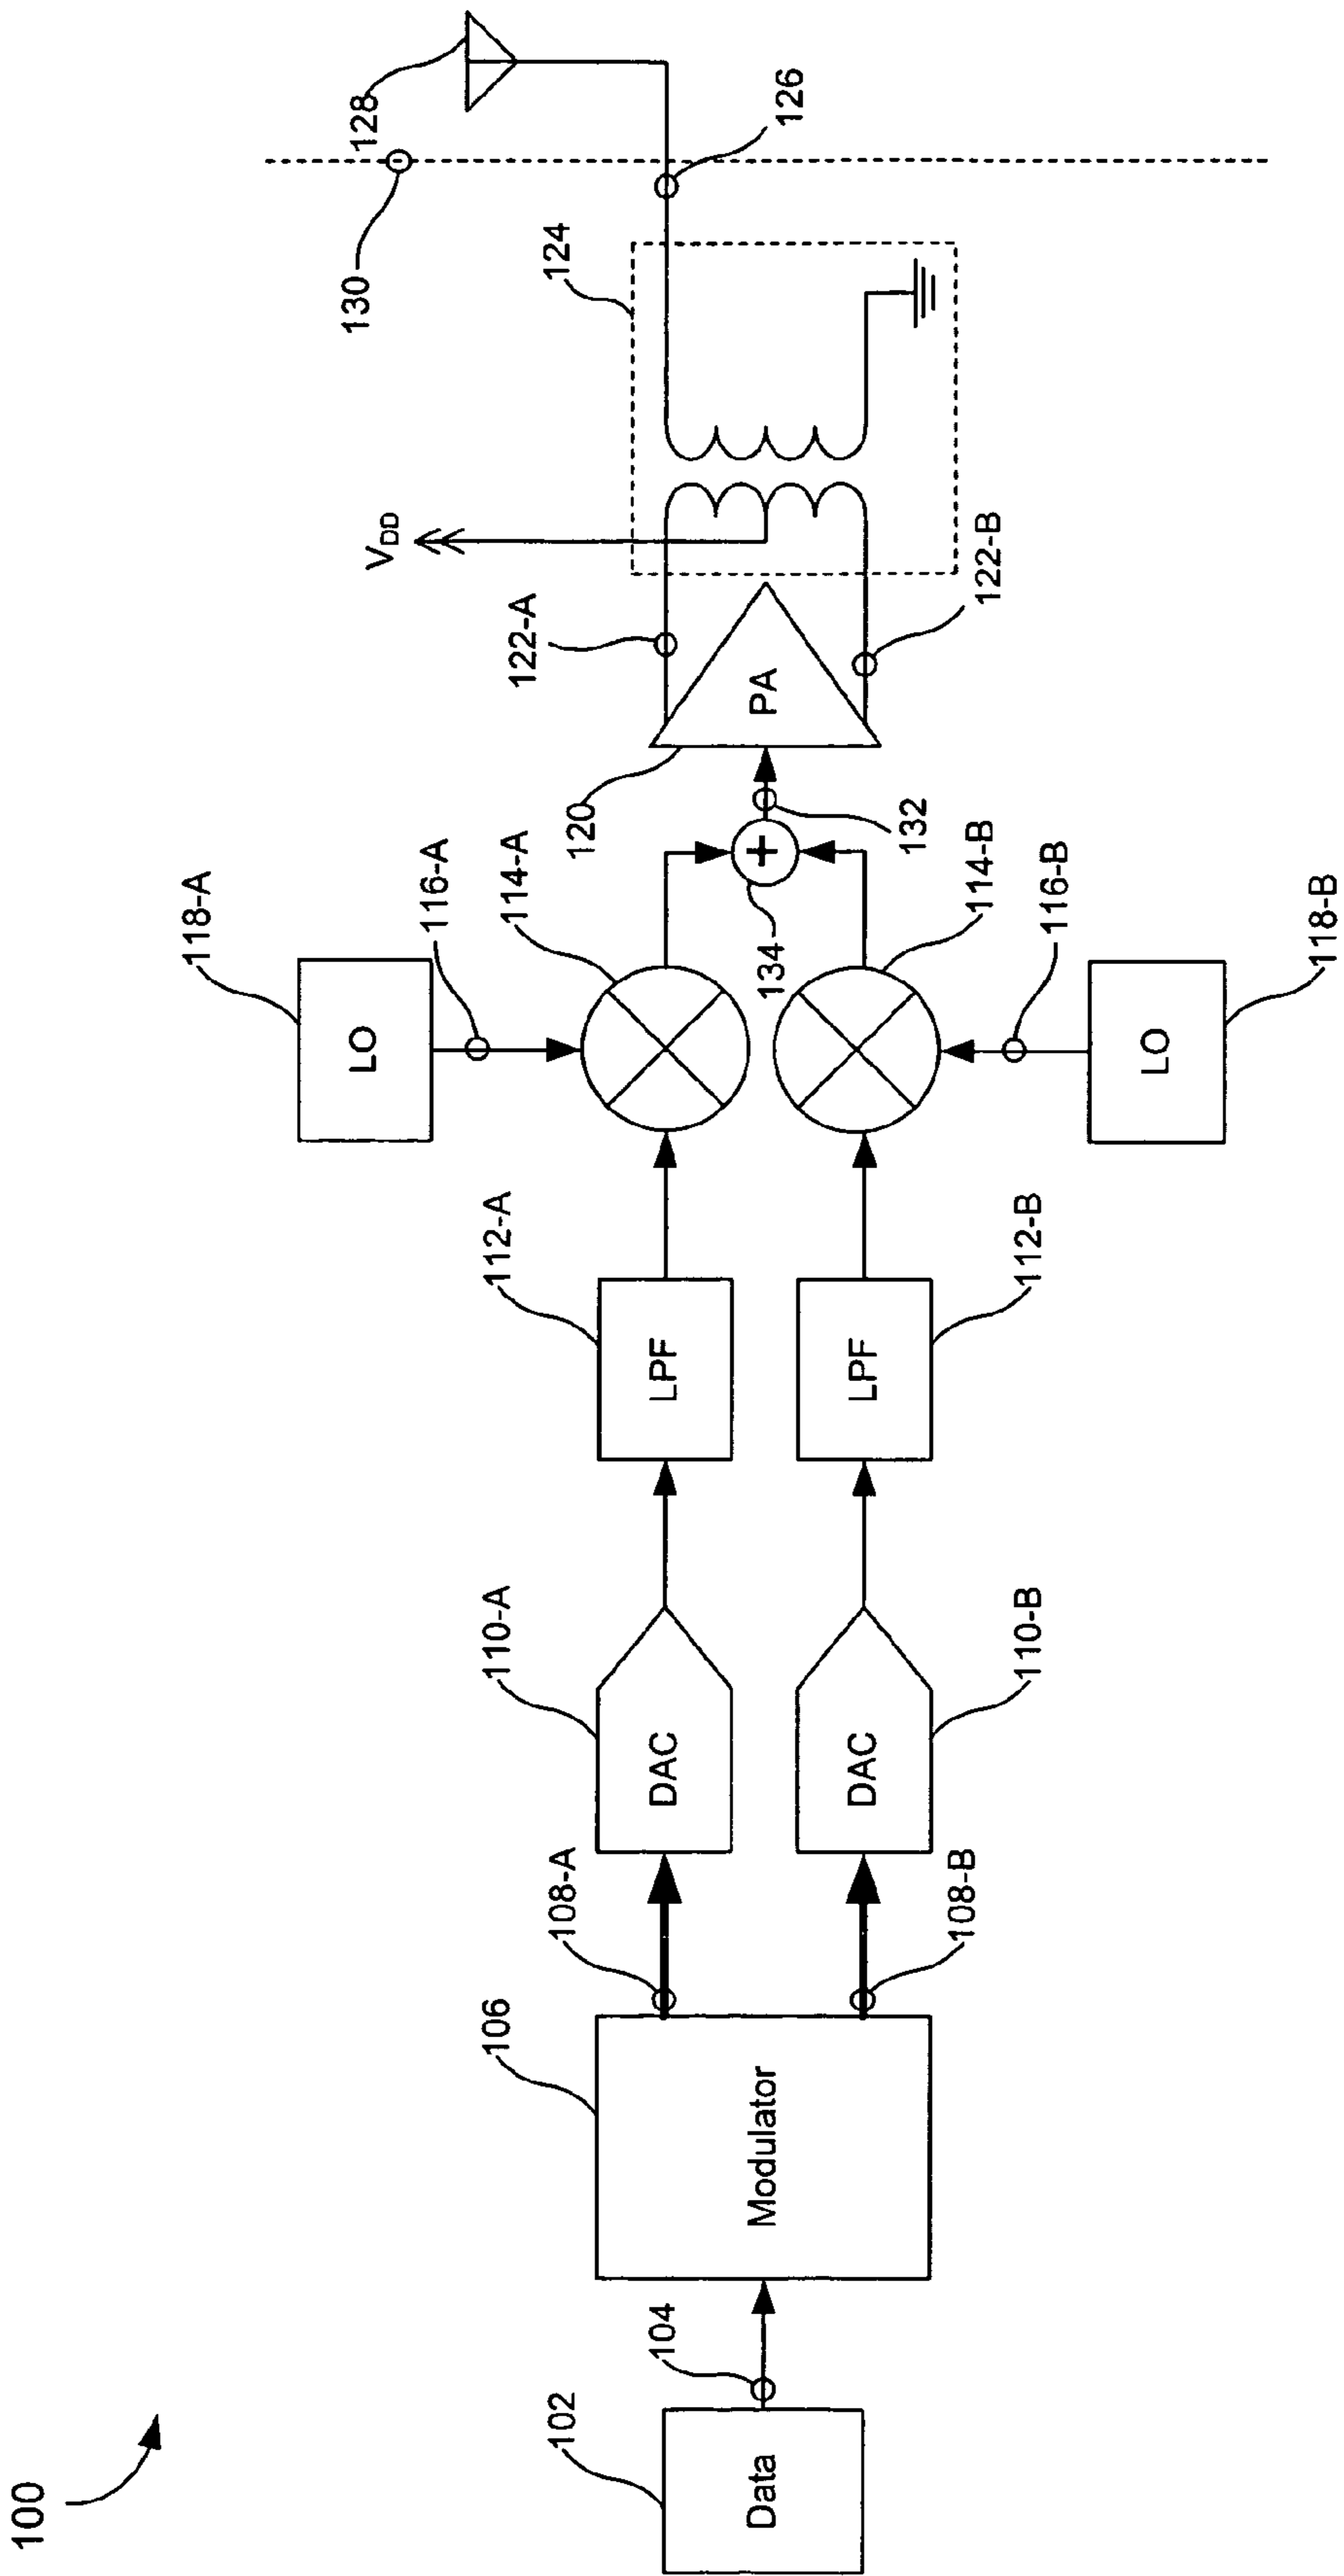 100
102
Data
104
106
Modulator
108-A
108-B
110-A
DAC
110-B
DAC
112-A
LPF
112-B
LPF
118-A
LO
116-A
114-A
114-B
116-B
LO
118-B
134
132
120
PA
122-A
122-B
VDD
124
126
128
130